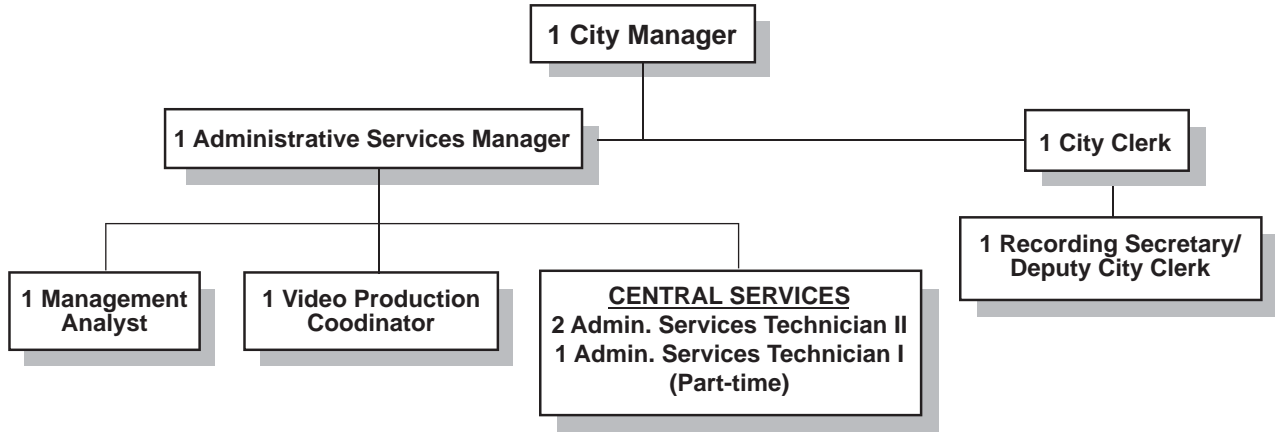 1 City Manager
1 Administrative Services Manager
1 City Clerk
1 Management
Analyst
1 Video Production
Coodinator
CENTRAL SERVICES
2 Admin. Services Technician II
1 Admin. Services Technician I
(Part-time)
1 Recording Secretary/
Deputy City Clerk